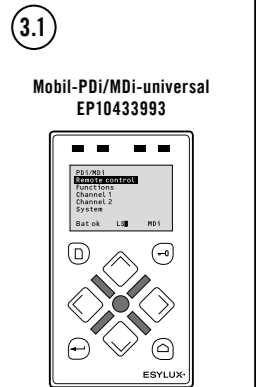 3.1
Mobil-PDi/MDi-universal
EP10433993
PDi/MDi
Remote control
Functions
Channel 1
Channel 2
System
Bat ok LS MDi
ESYLUX